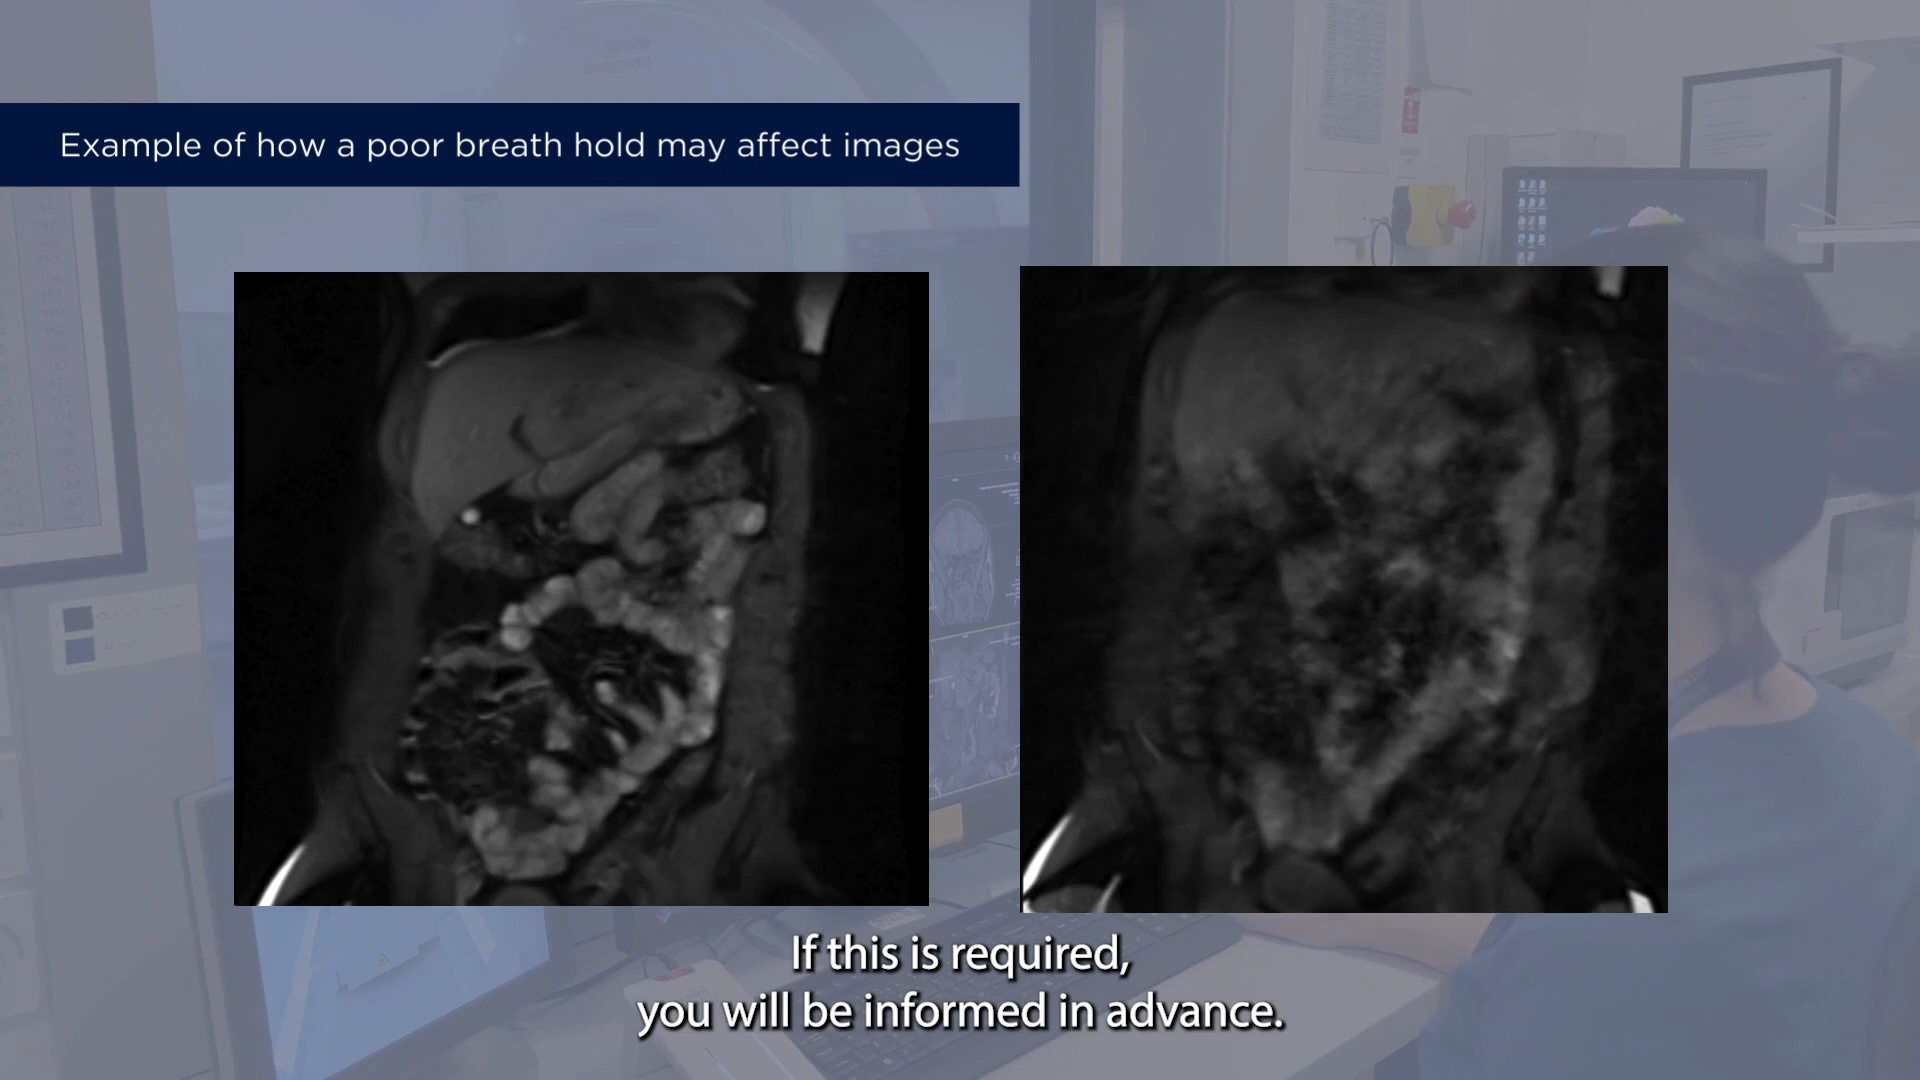 Example of how a poor breath hold may affect images
If this is required,
you will be informed in advance.